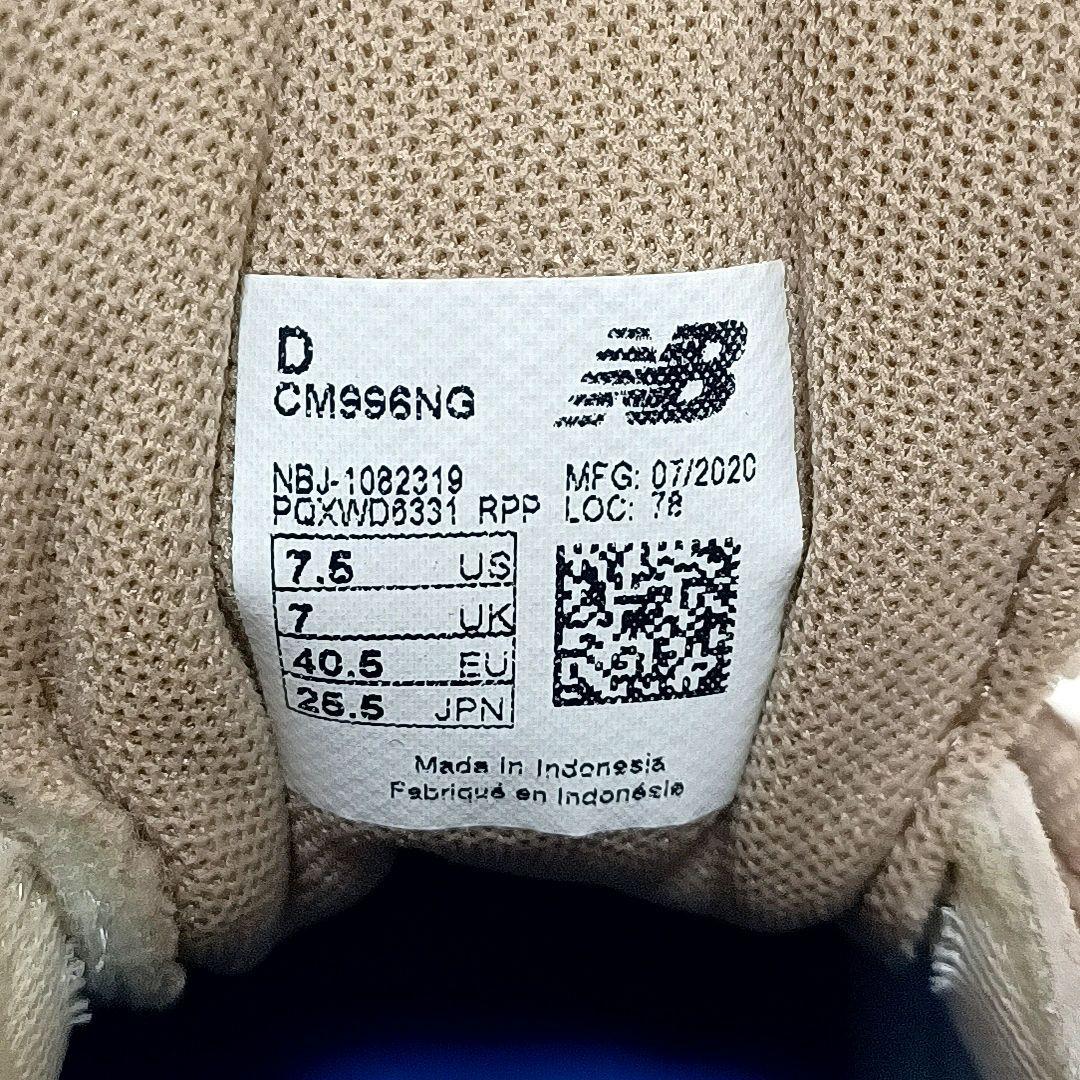 D
CM996NG
NB
NBJ-1082319
PQXWD6331 RPP
MFG: 07/2020
LOC: 78
7.5 US
7 UK
40.5 EU
25.5 JPN
Made in Indonesia
Fabriqué en Indonésie